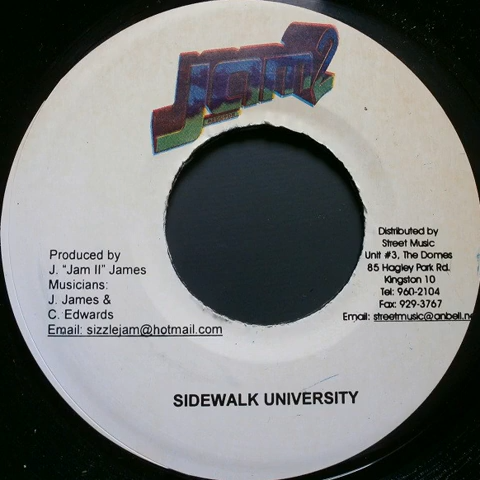 Jam2
Produced by
J. "Jam II" James
Musicians:
J. James &
C. Edwards
Email: sizzlejam@hotmail.com
Distributed by
Street Music
Unit #3, The Domes
85 Hagley Park Rd.
Kingston 10
Tel: 960-2104
Fax: 929-3767
Email: streetmusic@anbell.ne
SIDEWALK UNIVERSITY